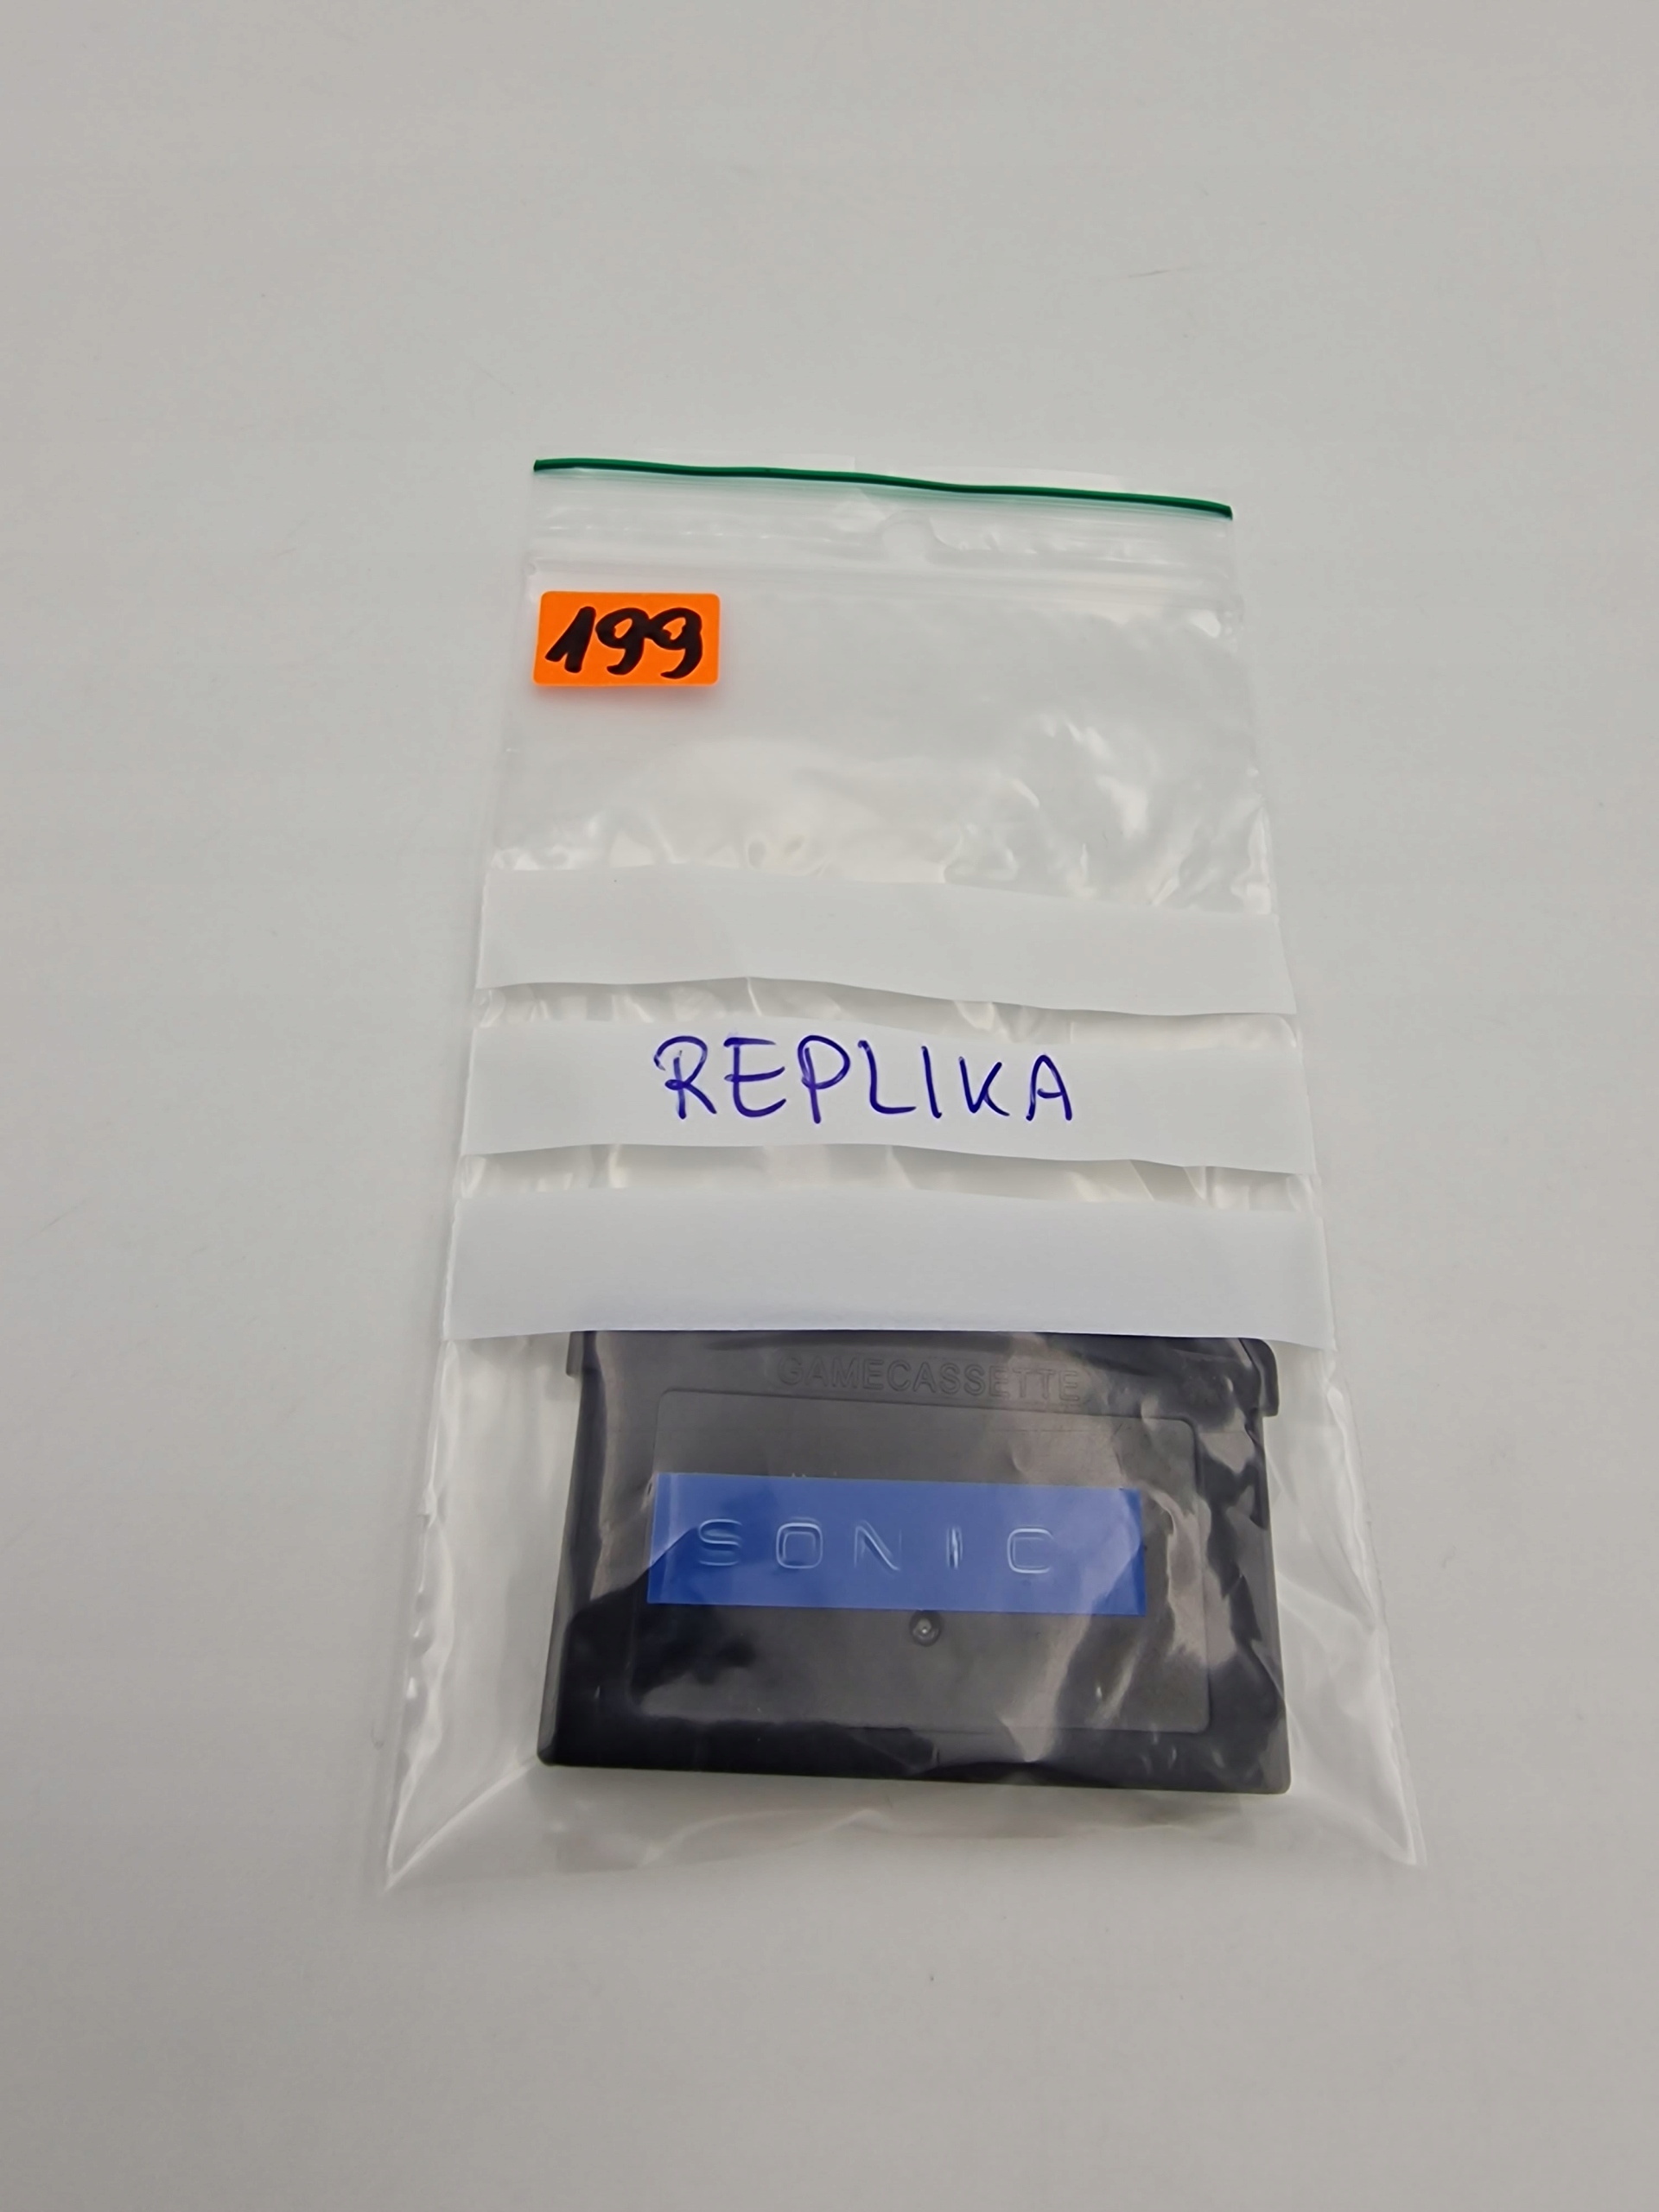 199
REPLIKA
GAMECASSETTE
SONIC